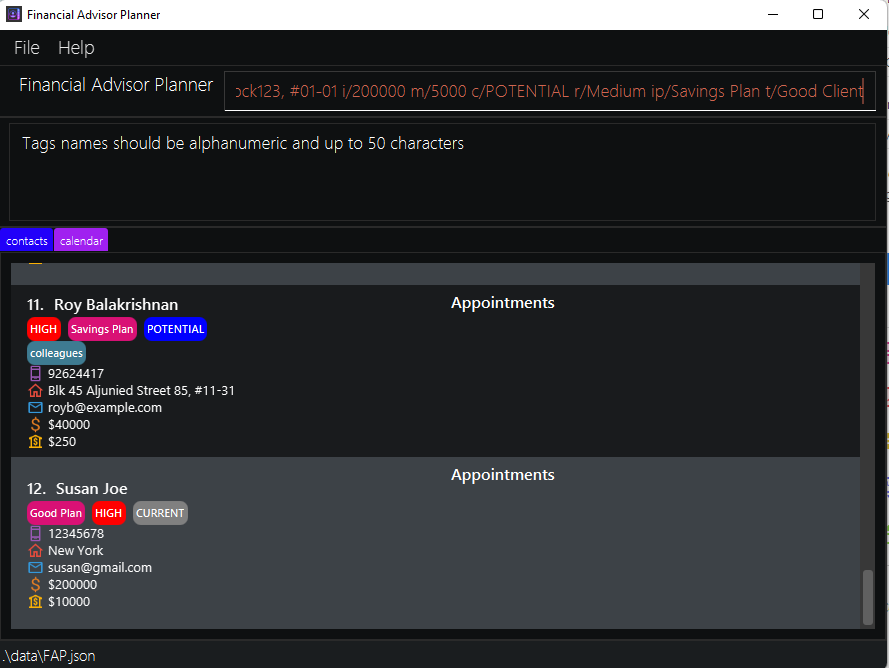 Financial Advisor Planner
File Help
Financial Advisor Planner
ock123, #01-01 i/200000 m/5000 c/POTENTIAL r/Medium ip/Savings Plan t/Good Client
Tags names should be alphanumeric and up to 50 characters
contacts calendar
11. Roy Balakrishnan
Appointments
HIGH Savings Plan POTENTIAL
colleagues
92624417
Blk 45 Aljunied Street 85, #11-31
royb@example.com
$40000
$250
12. Susan Joe
Appointments
Good Plan HIGH CURRENT
12345678
New York
susan@gmail.com
$200000
$10000
.\data\FAP.json